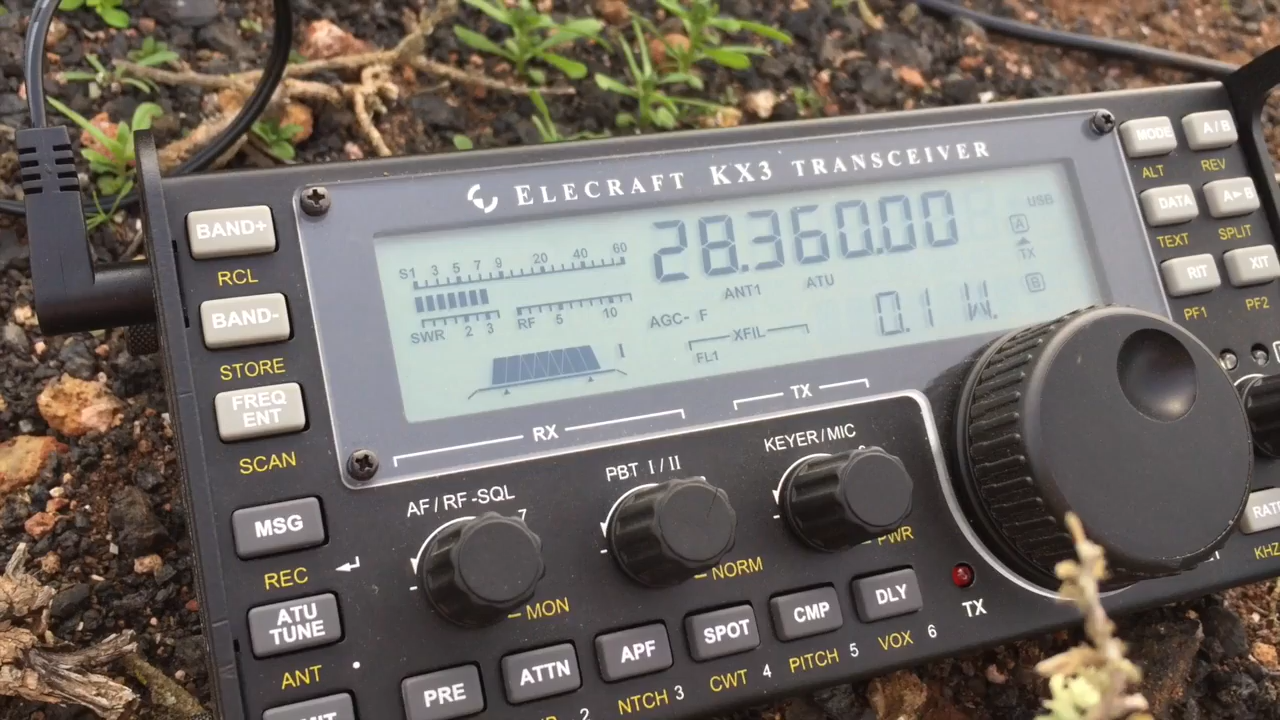 ELECRAFT KX3 TRANSCEIVER
MODE A/B
ALT REV
DATA A►B
TEXT SPLIT
RIT XIT
PF1 PF2
BAND+
RCL
BAND-
STORE
FREQ ENT
SCAN
S1 3 5 7 9 20 40 60
28.360.00
USB
A
TX
B
SWR 2 3 RF 5 10
ANT1 ATU
AGC- F
XFIL
FL1
0.1 W.
I
RX TX
AF/RF-SQL PBT I/II KEYER/MIC
MON NORM PWR
MSG
REC
ATU TUNE
ANT
PRE ATTN APF SPOT CMP DLY
2 NTCH 3 CWT 4 PITCH 5 VOX 6
TX
7